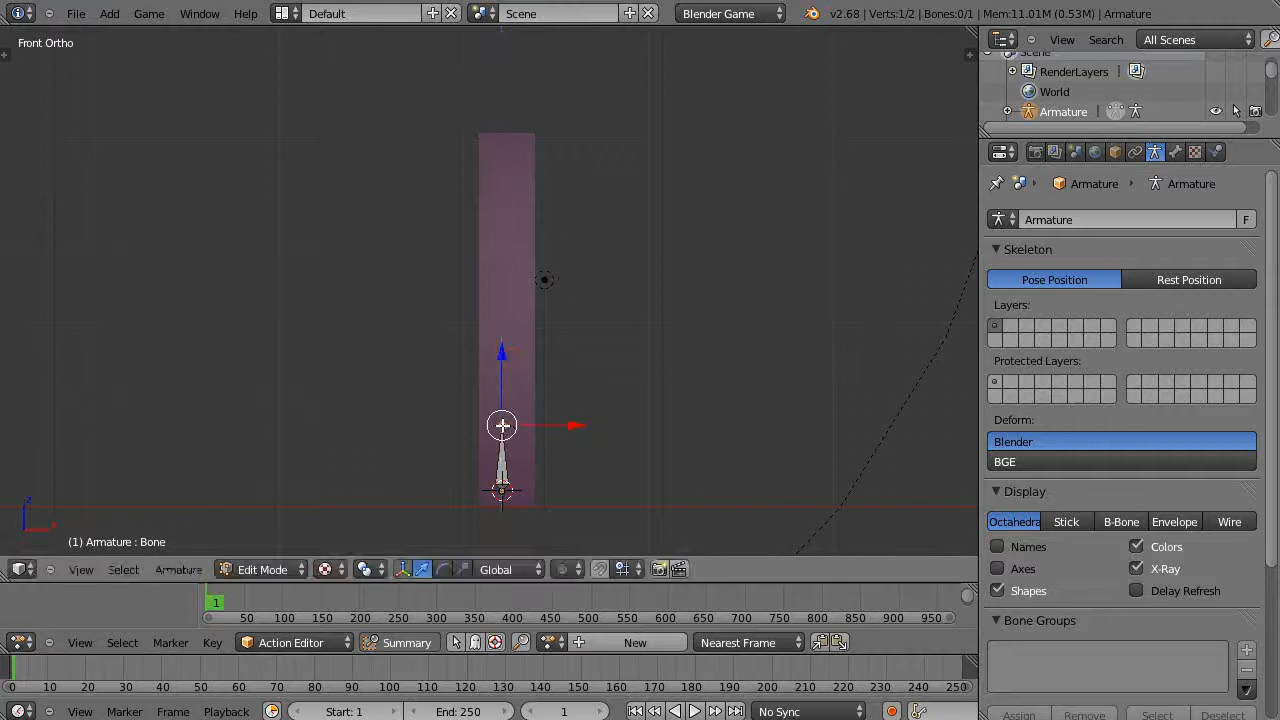 File Add Game Window Help Default Scene Blender Game v2.68 | Verts:1/2 | Bones:0/1 | Mem:11.01M (0.53M) | Armature
Front Ortho
View Search All Scenes
Scene
RenderLayers
World
Armature
Armature Armature
Armature F
Skeleton
Pose Position Rest Position
Layers:
Protected Layers:
Deform:
Blender
BGE
Display
Octahedra Stick B-Bone Envelope Wire
Names Colors
Axes X-Ray
Shapes Delay Refresh
Bone Groups
Assign Remove Select Deselect
z
x
(1) Armature : Bone
View Select Armature Edit Mode Global
1
50 100 150 200 250 300 350 400 450 500 550 600 650 700 750 800 850 900 950
View Select Marker Key Action Editor Summary New Nearest Frame
0 10 20 30 40 50 60 70 80 90 100 110 120 130 140 150 160 170 180 190 200 210 220 230 240 250
View Marker Frame Playback Start: 1 End: 250 1 No Sync